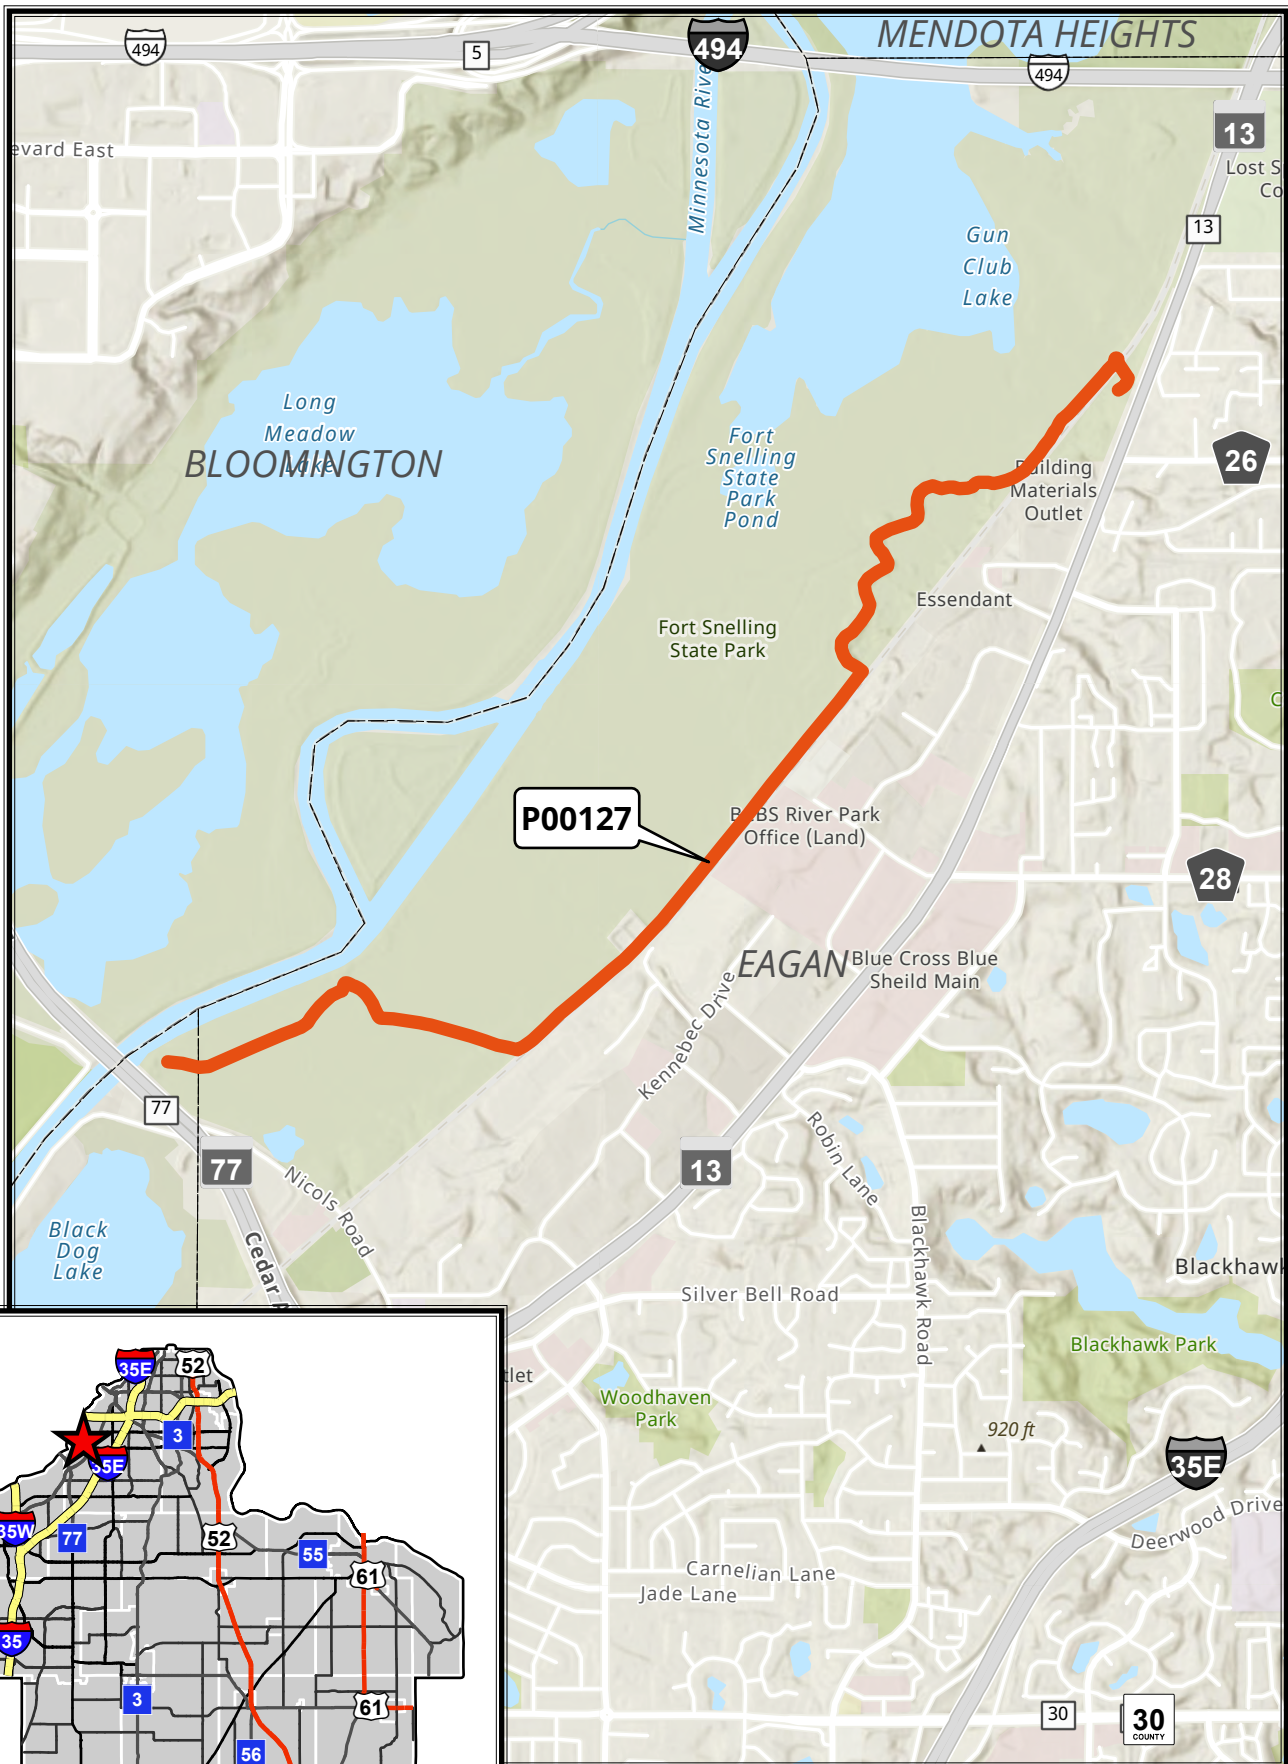 MENDOTA HEIGHTS
494
5
494
494
13
evard East
Minnesota Rive
Lost S
Co
13
Gun
Club
Lake
Long
Meadow
Lake
BLOOMINGTON
Fort
Snelling
State
Park
Pond
26
Building
Materials
Outlet
Essendant
Fort Snelling
State Park
C
P00127
BCBS River Park
Office (Land)
28
EAGAN
Blue Cross Blue
Sheild Main
Kennebec Drive
77
77
13
Robin Lane
Nicols Road
Black
Dog
Lake
Cedar A
Blackhawk Road
Blackhawk
Silver Bell Road
Blackhawk Park
tlet
Woodhaven
Park
920 ft
35E
Deerwood Drive
Carnelian Lane
Jade Lane
30
30
COUNTY
35E
52
3
35E
35W
77
52
55
61
35
3
61
56